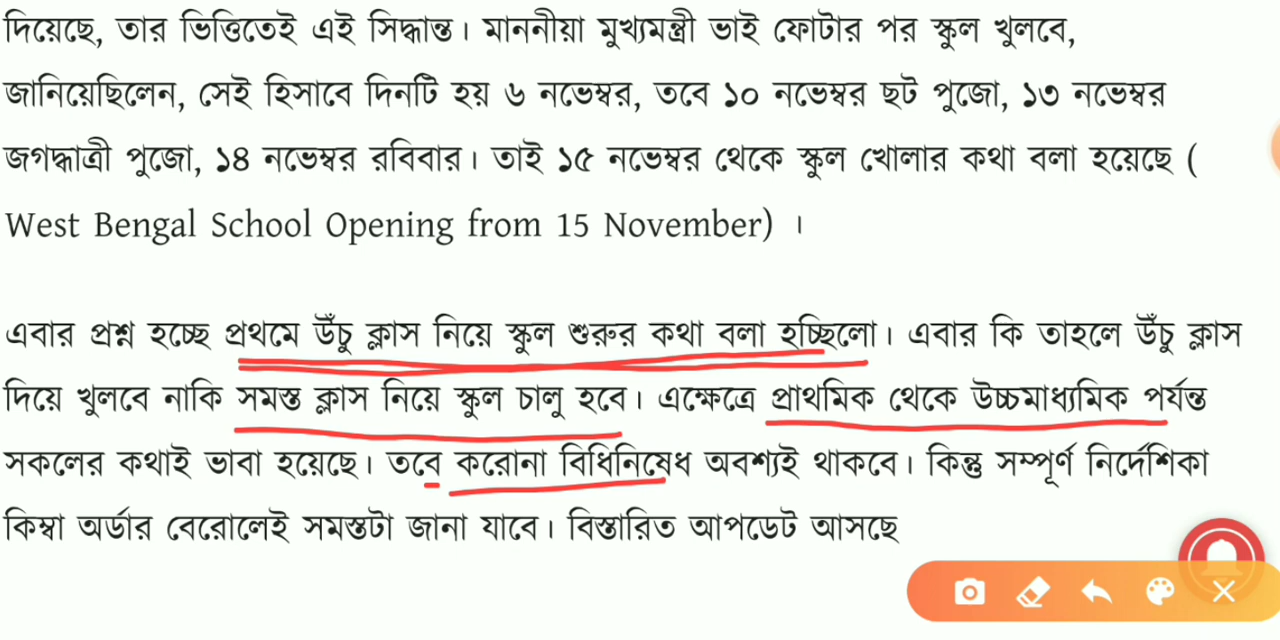 দিয়েছে, তার ভিত্তিতেই এই সিদ্ধান্ত। মাননীয়া মুখ্যমন্ত্রী ভাই ফোটার পর স্কুল খুলবে,
জানিয়েছিলেন, সেই হিসাবে দিনটি হয় ৬ নভেম্বর, তবে ১০ নভেম্বর ছট পুজো, ১৩ নভেম্বর
জগদ্ধাত্রী পুজো, ১৪ নভেম্বর রবিবার। তাই ১৫ নভেম্বর থেকে স্কুল খোলার কথা বলা হয়েছে (
West Bengal School Opening from 15 November) ।
এবার প্রশ্ন হচ্ছে প্রথমে উঁচু ক্লাস নিয়ে স্কুল শুরুর কথা বলা হচ্ছিলো। এবার কি তাহলে উঁচু ক্লাস
দিয়ে খুলবে নাকি সমস্ত ক্লাস নিয়ে স্কুল চালু হবে। এক্ষেত্রে প্রাথমিক থেকে উচ্চমাধ্যমিক পর্যন্ত
সকলের কথাই ভাবা হয়েছে। তবে করোনা বিধিনিষেধ অবশ্যই থাকবে। কিন্তু সম্পূর্ণ নির্দেশিকা
কিম্বা অর্ডার বেরোলেই সমস্তটা জানা যাবে। বিস্তারিত আপডেট আসছে